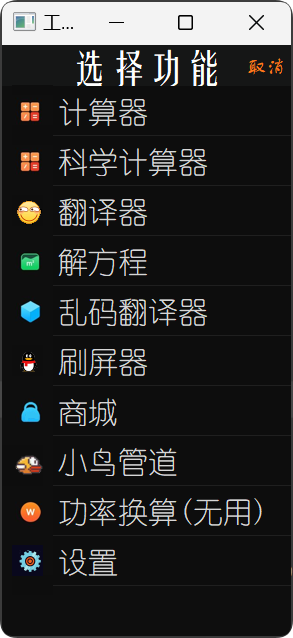 工...
选择功能 取消
计算器
科学计算器
翻译器
解方程
乱码翻译器
刷屏器
商城
小鸟管道
功率换算(无用)
设置